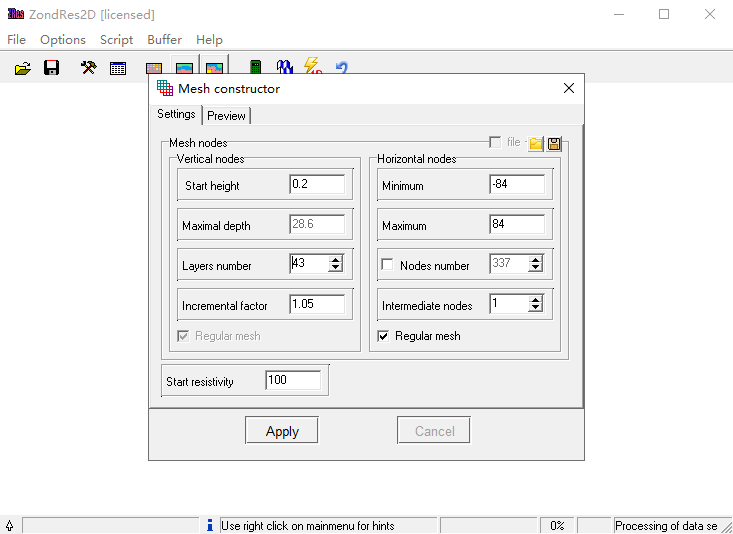 ZondRes2D [licensed]
File Options Script Buffer Help
Mesh constructor
Settings Preview
Mesh nodes file
Vertical nodes
Start height 0.2
Maximal depth 28.6
Layers number 43
Incremental factor 1.05
Regular mesh
Horizontal nodes
Minimum -84
Maximum 84
Nodes number 337
Intermediate nodes 1
Regular mesh
Start resistivity 100
Apply Cancel
Use right click on mainmenu for hints 0% Processing of data se